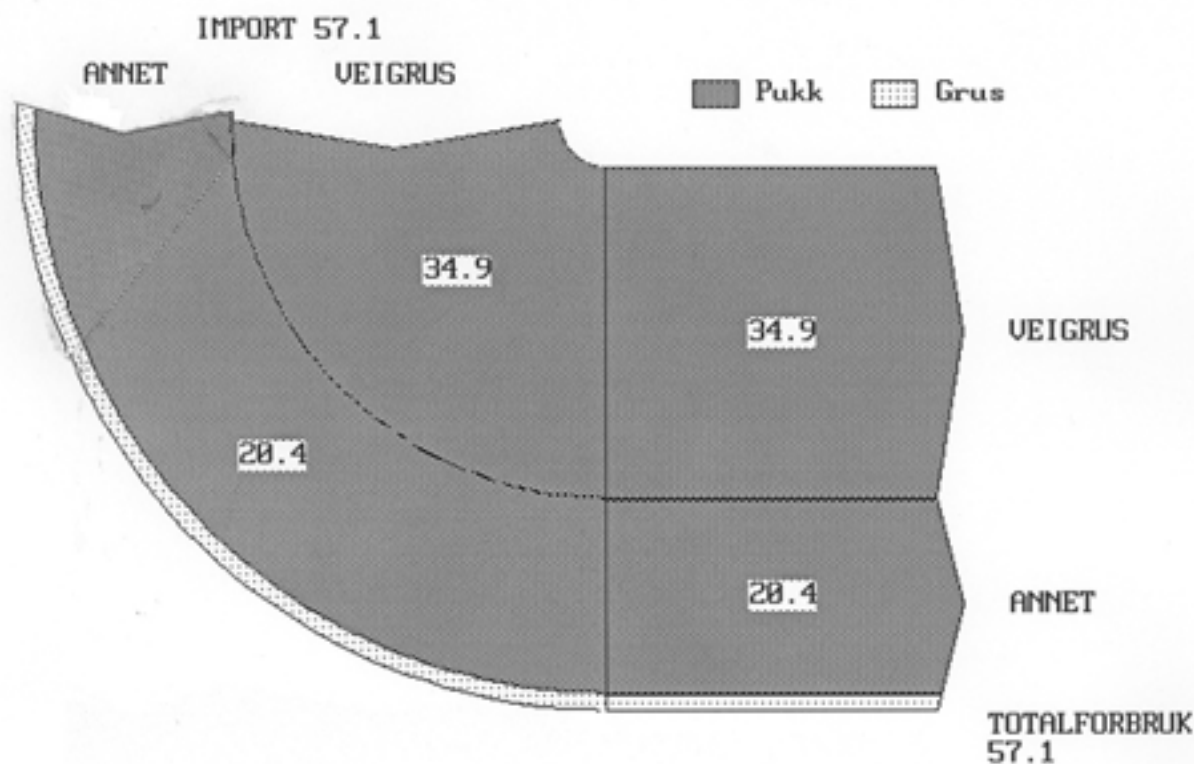 IMPORT 57.1
ANNET VEIGRUS
Pukk Grus
34.9
34.9
VEIGRUS
20.4
20.4
ANNET
TOTALFORBRUK
57.1